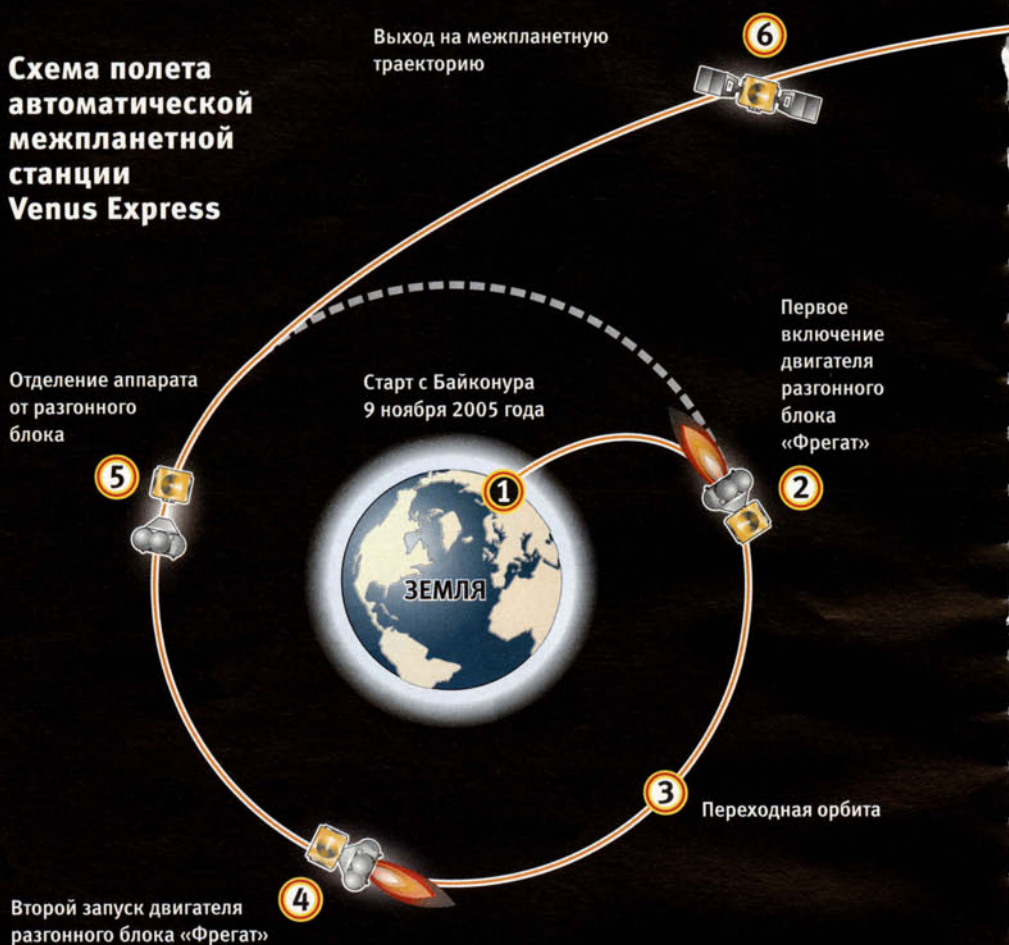 Схема полета
автоматической
межпланетной
станции
Venus Express
Выход на межпланетную
траекторию
6
Первое
включение
двигателя
разгонного
блока
«Фрегат»
2
Отделение аппарата
от разгонного
блока
5
Старт с Байконура
9 ноября 2005 года
1
ЗЕМЛЯ
3
Переходная орбита
4
Второй запуск двигателя
разгонного блока «Фрегат»